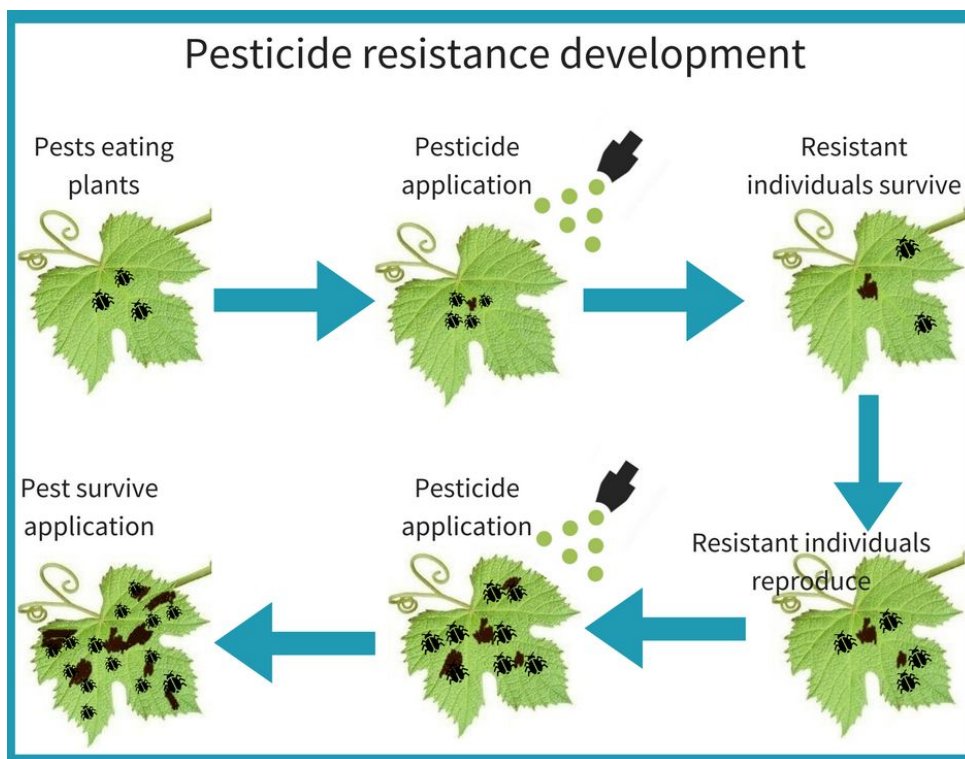 Pesticide resistance development
Pests eating
plants
Pesticide
application
Resistant
individuals survive
Resistant individuals
reproduce
Pesticide
application
Pest survive
application